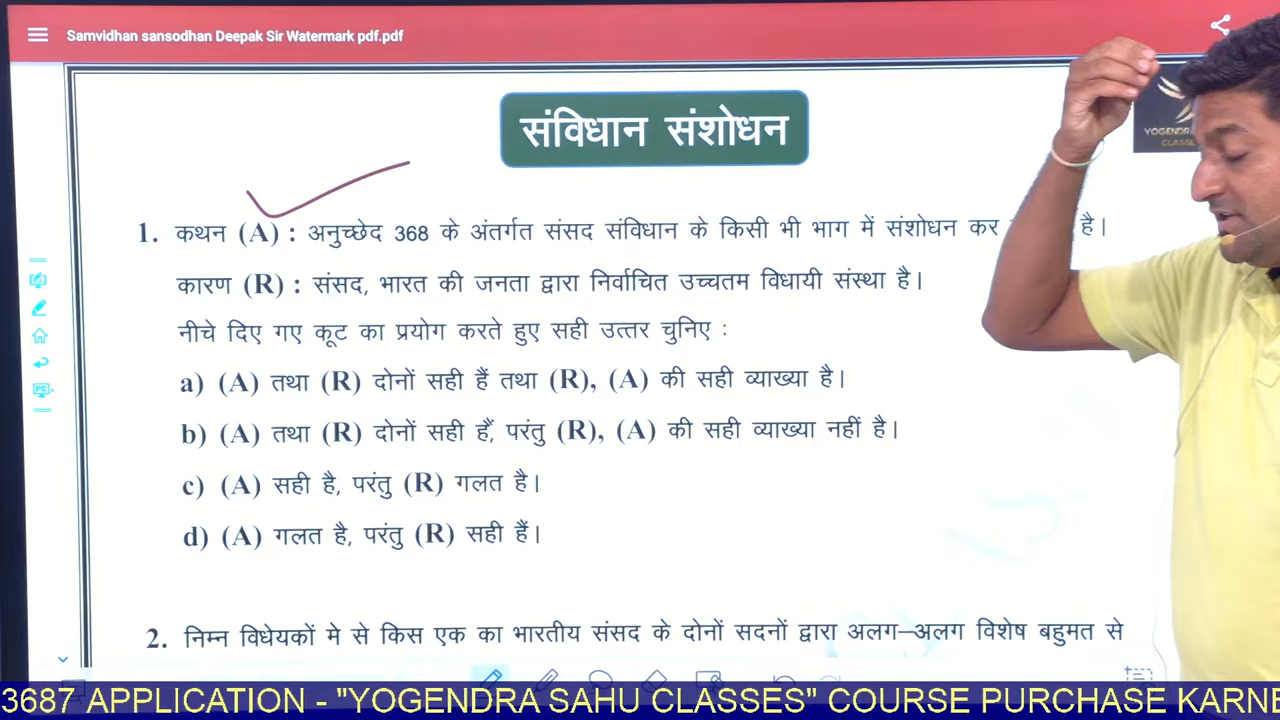 Samvidhan sansodhan Deepak Sir Watermark pdf.pdf
संविधान संशोधन
YOGENDRA
CLASSES
1. कथन (A) : अनुच्छेद 368 के अंतर्गत संसद संविधान के किसी भी भाग में संशोधन कर है।
कारण (R) : संसद, भारत की जनता द्वारा निर्वाचित उच्चतम विधायी संस्था है।
नीचे दिए गए कूट का प्रयोग करते हुए सही उत्तर चुनिए :
a) (A) तथा (R) दोनों सही हैं तथा (R), (A) की सही व्याख्या है।
b) (A) तथा (R) दोनों सही हैं, परंतु (R), (A) की सही व्याख्या नहीं है।
c) (A) सही है, परंतु (R) गलत है।
d) (A) गलत है, परंतु (R) सही हैं।
2. निम्न विधेयकों मे से किस एक का भारतीय संसद के दोनों सदनों द्वारा अलग–अलग विशेष बहुमत से
3687 APPLICATION - "YOGENDRA SAHU CLASSES" COURSE PURCHASE KARNE